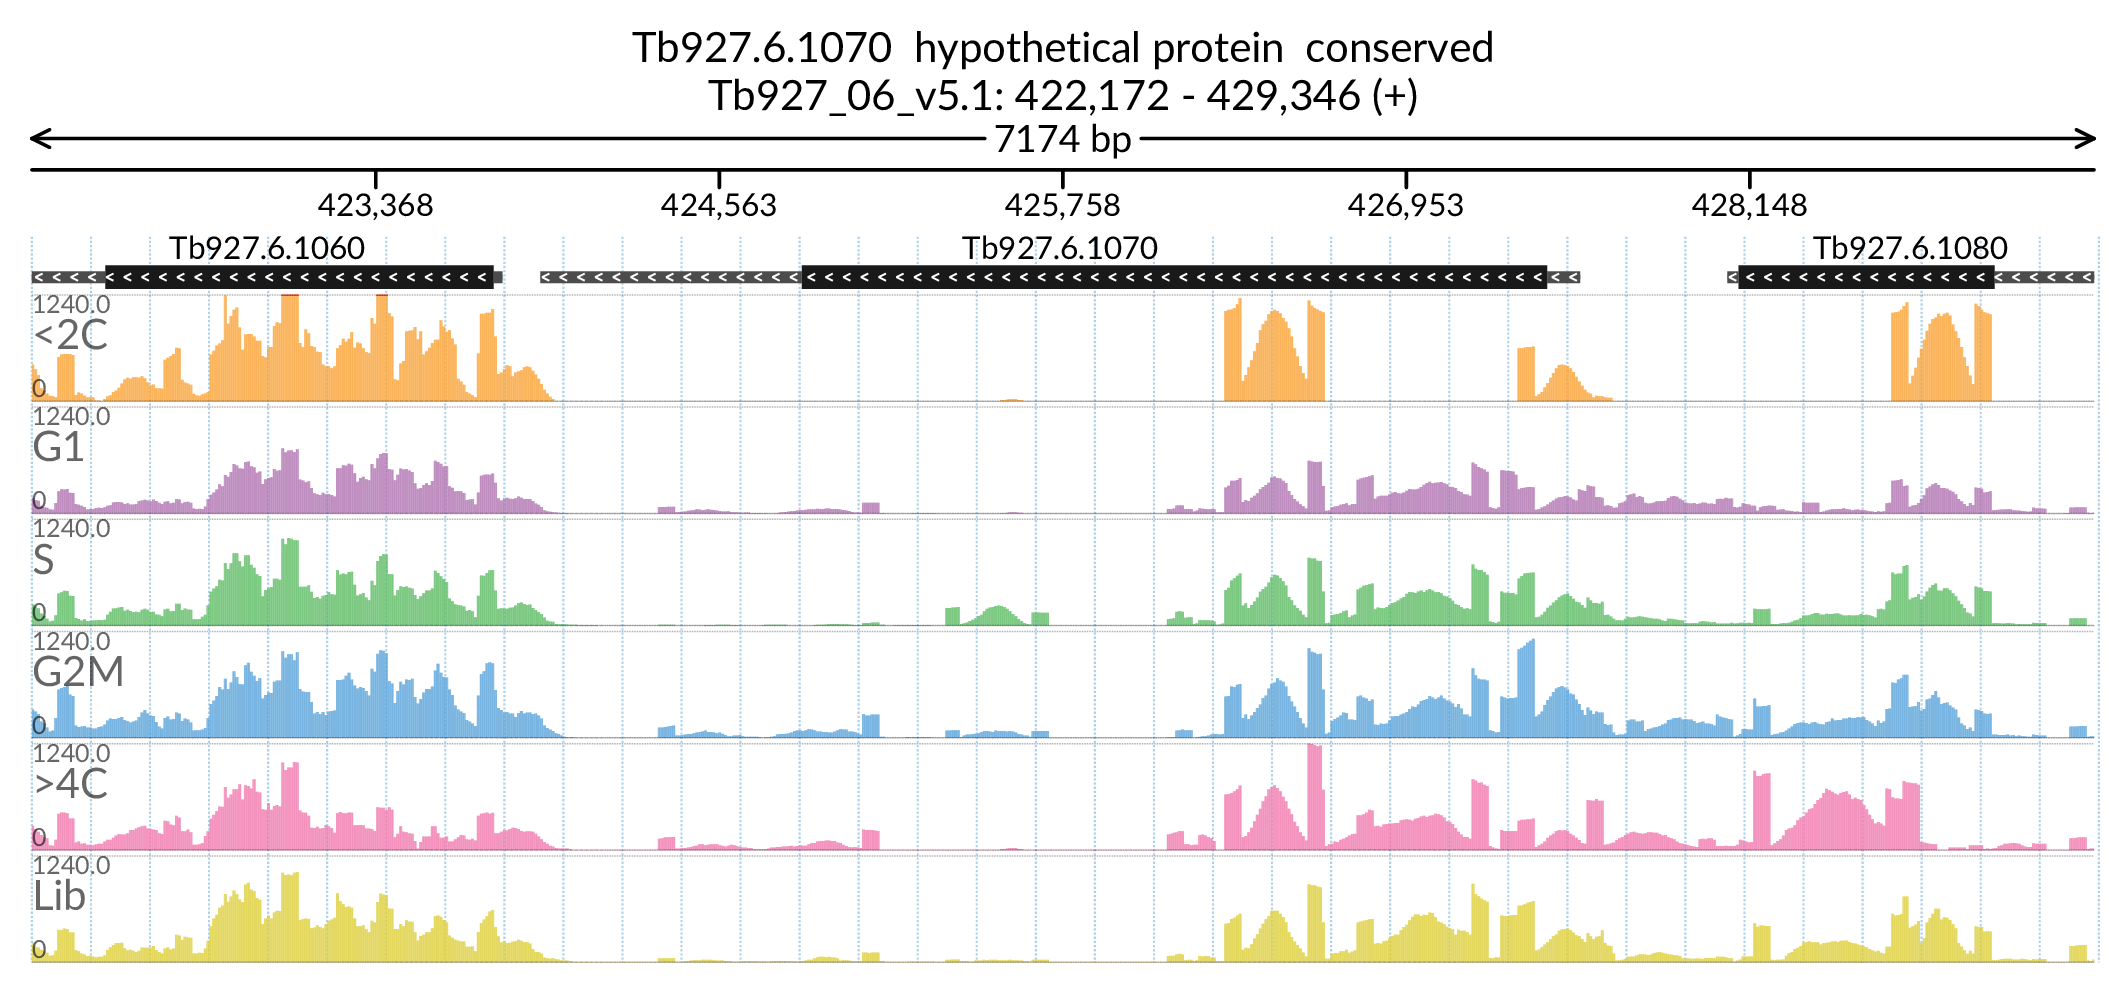 Tb927.6.1070  hypothetical protein  conserved
Tb927_06_v5.1: 422,172 - 429,346 (+)
7174 bp
423,368 424,563 425,758 426,953 428,148
Tb927.6.1060 Tb927.6.1070 Tb927.6.1080
1240.0
<2C
0
1240.0
G1
0
1240.0
S
0
1240.0
G2M
0
1240.0
>4C
0
1240.0
Lib
0